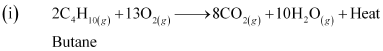 (i) 2C₄H₁₀(g) + 13O₂(g) ⟶ 8CO₂(g) + 10H₂O(g) + Heat
Butane